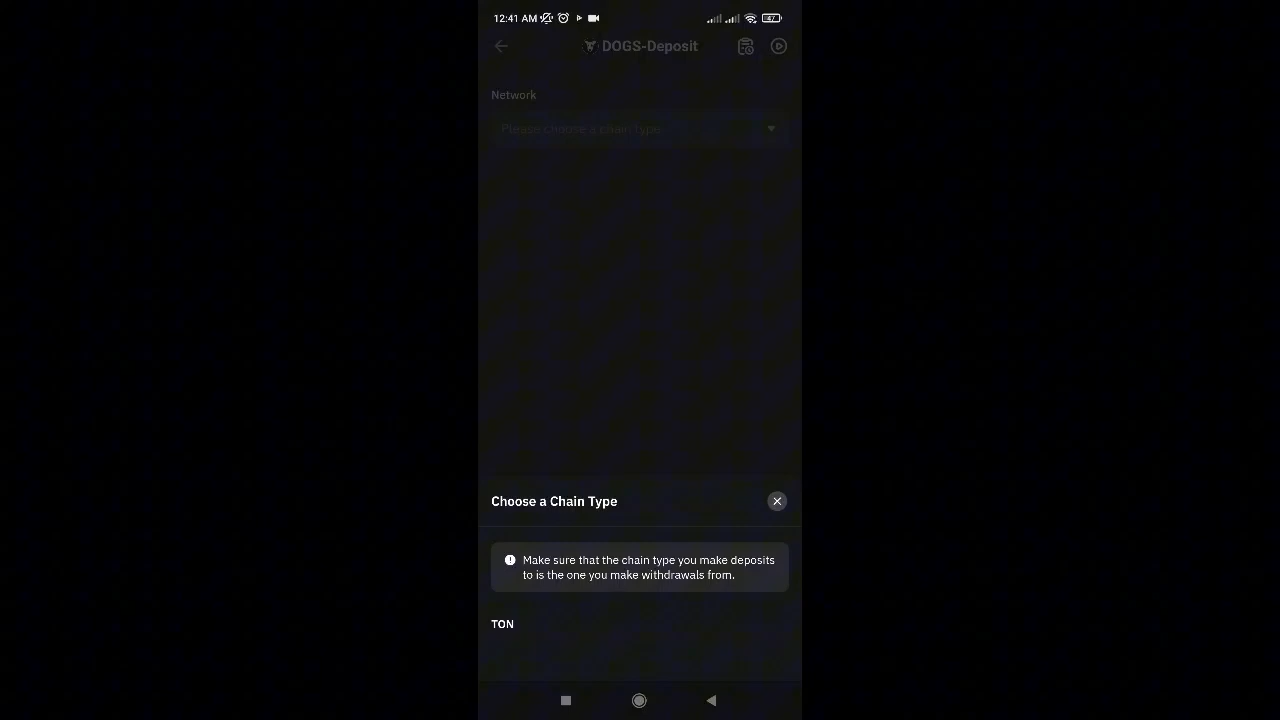 12:41 AM
47
DOGS-Deposit
Network
Please choose a chain type
Choose a Chain Type
Make sure that the chain type you make deposits
to is the one you make withdrawals from.
TON